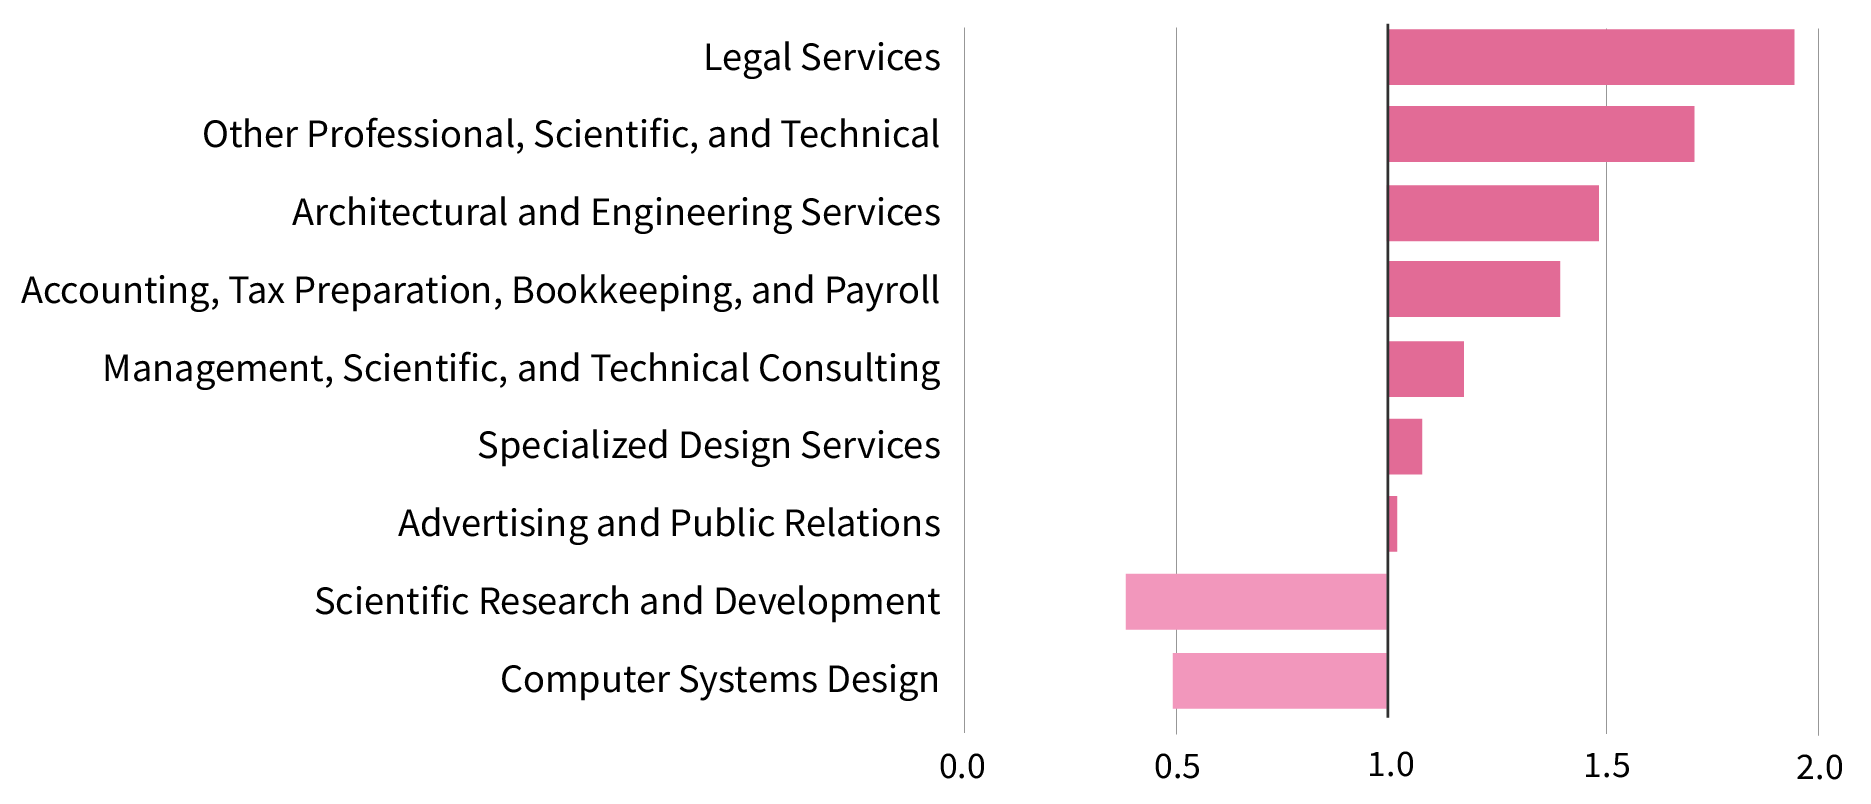 Legal Services
Other Professional, Scientific, and Technical
Architectural and Engineering Services
Accounting, Tax Preparation, Bookkeeping, and Payroll
Management, Scientific, and Technical Consulting
Specialized Design Services
Advertising and Public Relations
Scientific Research and Development
Computer Systems Design
0.0 0.5 1.0 1.5 2.0